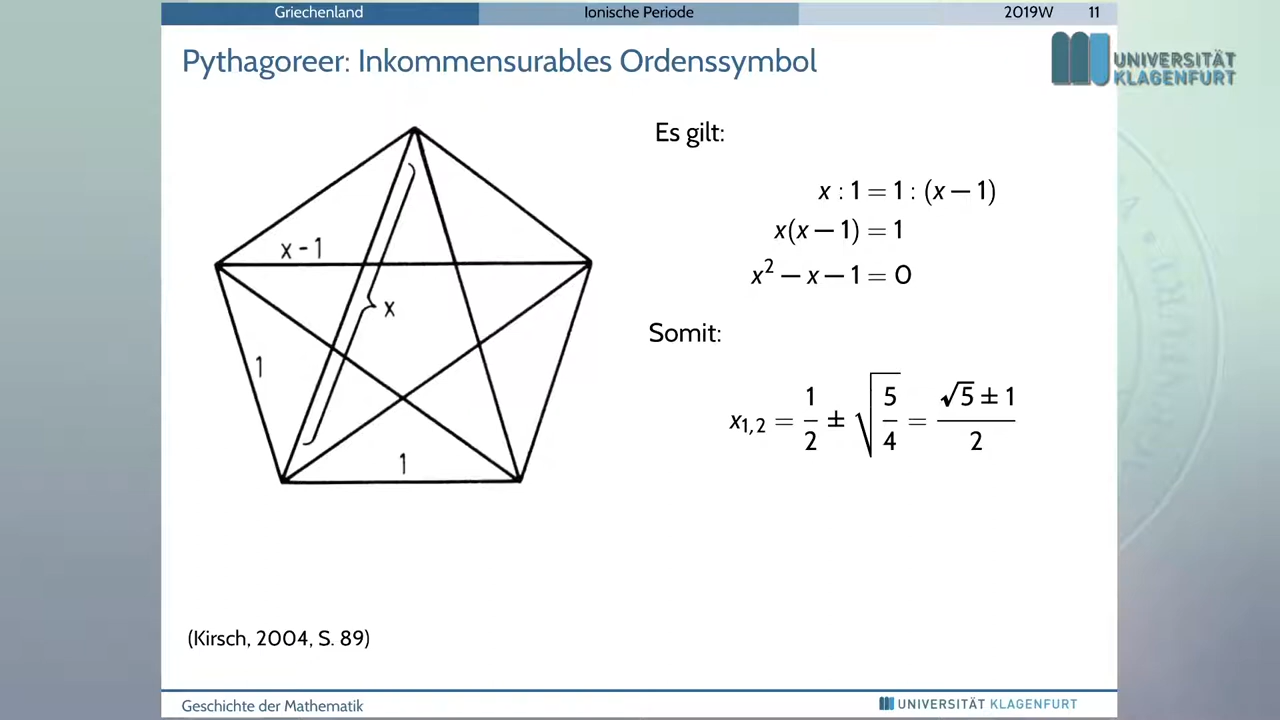 Griechenland Ionische Periode 2019W 11
Pythagoreer: Inkommensurables Ordenssymbol
UNIVERSITÄT
KLAGENFURT
Es gilt:
x : 1 = 1 : (x − 1)
x(x − 1) = 1
x² − x − 1 = 0
x - 1
x
1
1
Somit:
x₁,₂ = 1/2 ± √(5/4) = (√5 ± 1)/2
(Kirsch, 2004, S. 89)
Geschichte der Mathematik UNIVERSITÄT KLAGENFURT